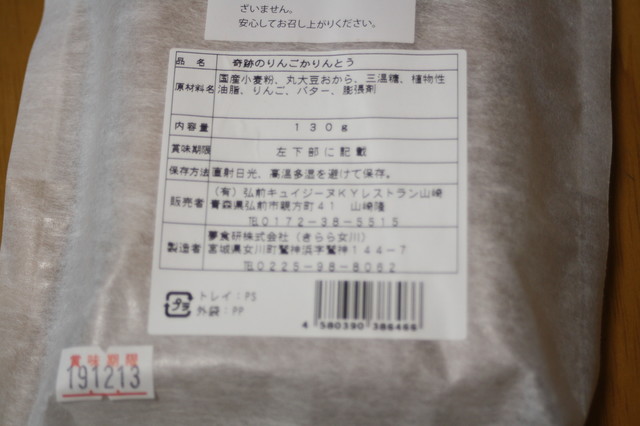 ざいません。
安心してお召し上がりください。
品 名 奇跡のりんごかりんとう
原材料名 国産小麦粉、丸大豆おから、三温糖、植物性
油脂、りんご、バター、膨張剤
内容量 130g
賞味期限 左下部に記載
保存方法 直射日光、高温多湿を避けて保存。
販売者 (有)弘前キュイジーヌKYレストラン山崎
青森県弘前市親方町41 山崎隆
℡0172-38-5515
製造者 夢食研株式会社(きらら女川)
宮城県女川町鷲神浜字鷲神144-7
℡0225-98-8062
プラ トレイ:PS
外袋:PP
4 580390 386466
賞味期限
191213